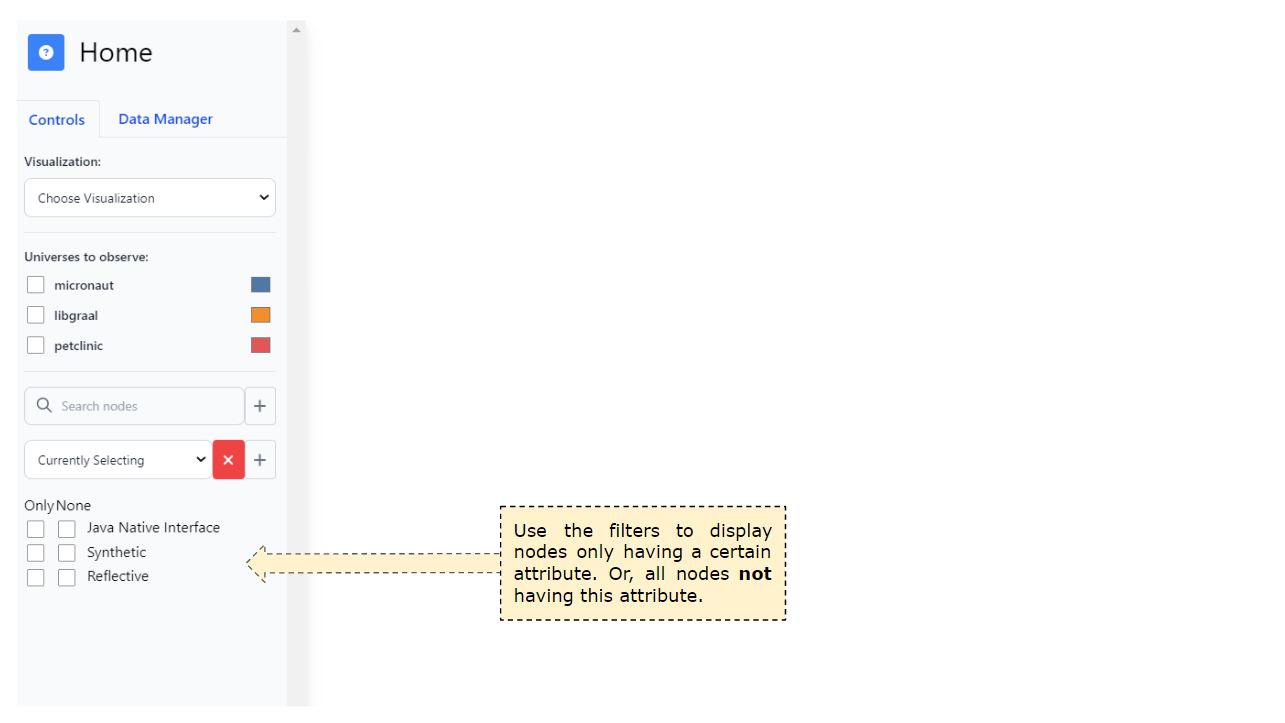 Home
Controls Data Manager
Visualization:
Choose Visualization
Universes to observe:
micronaut
libgraal
petclinic
Search nodes
Currently Selecting
Only None
Java Native Interface
Synthetic
Reflective
Use the filters to display
nodes only having a certain
attribute. Or, all nodes not
having this attribute.